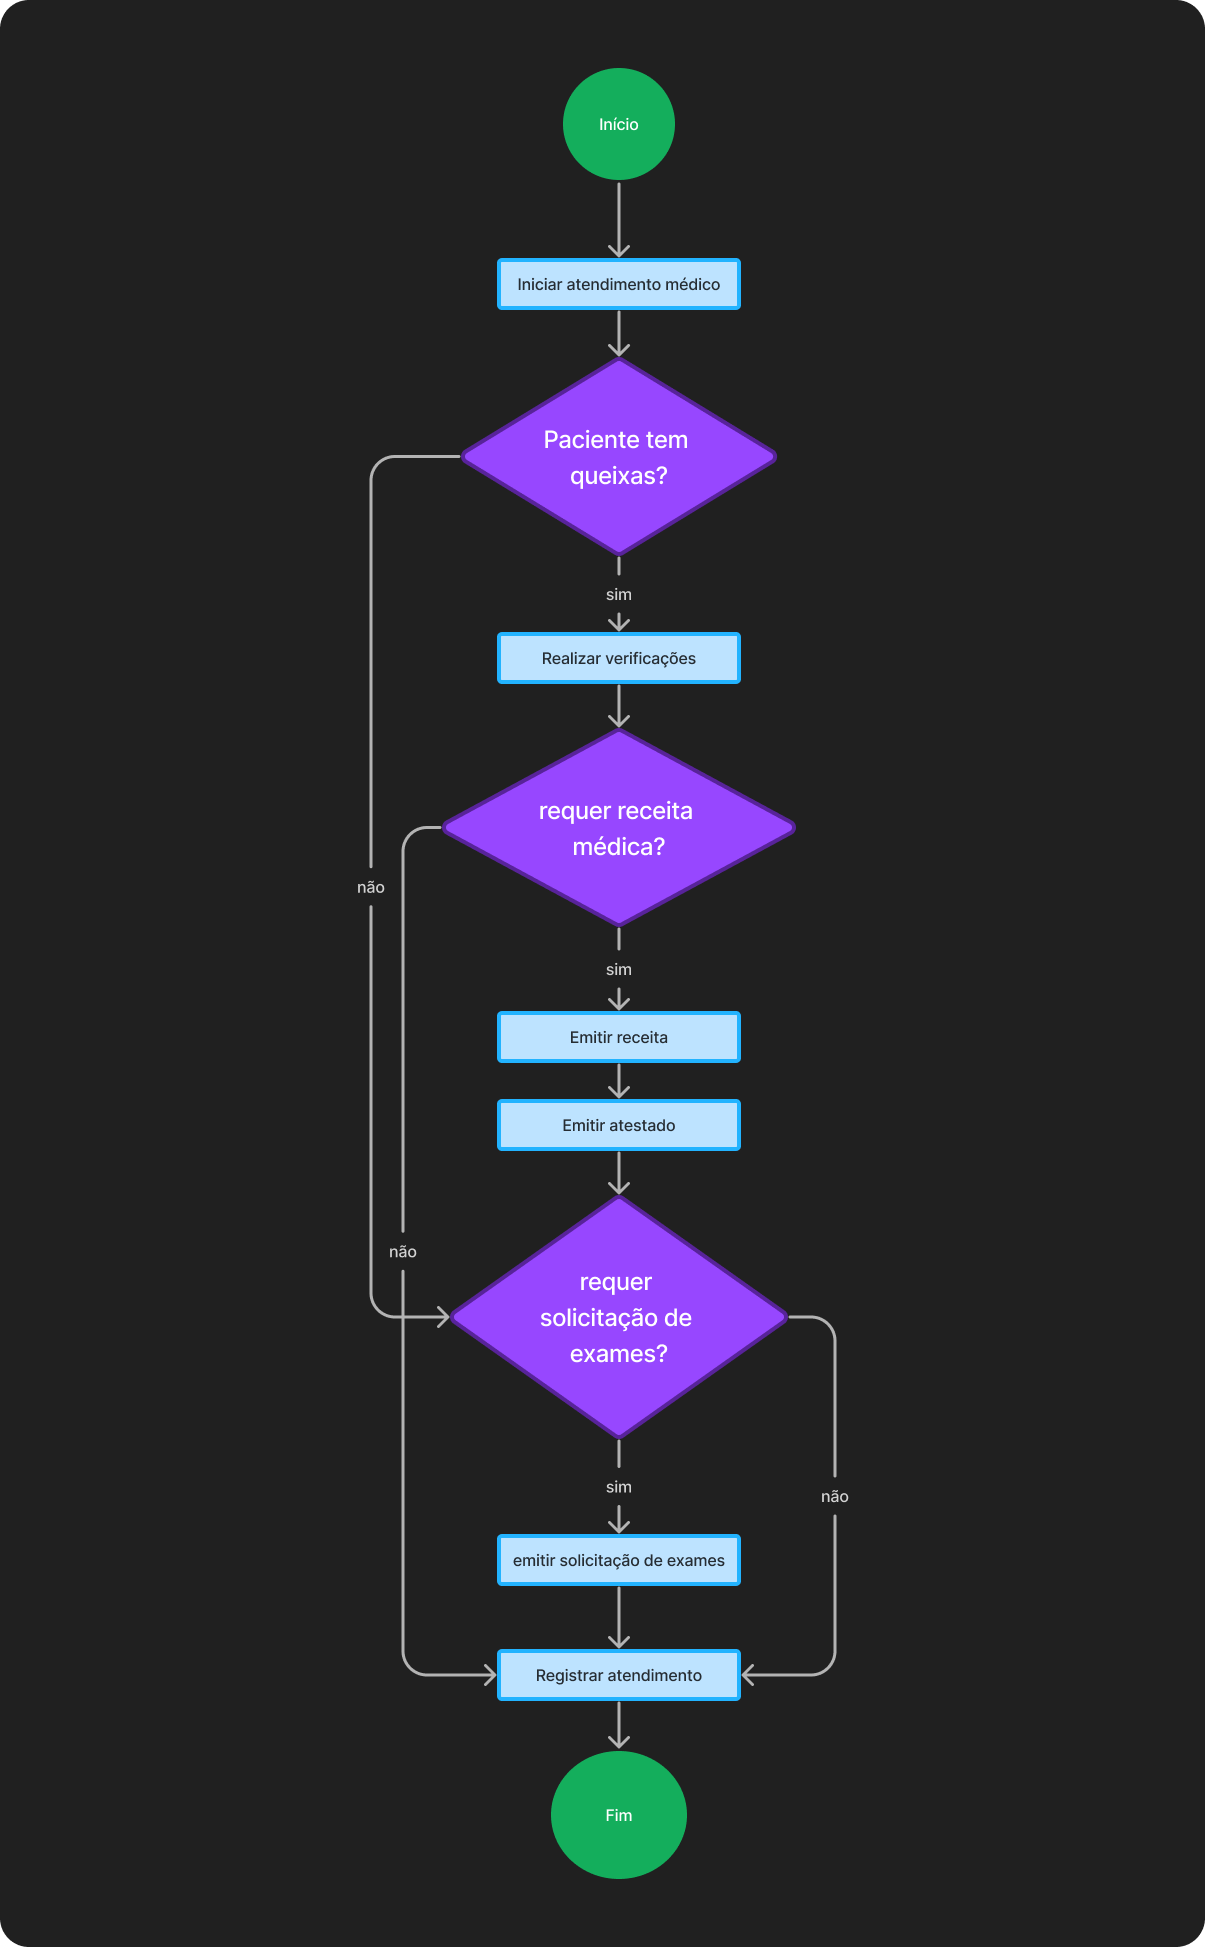 Início
Iniciar atendimento médico
Paciente tem
queixas?
sim
Realizar verificações
requer receita
médica?
não
sim
Emitir receita
Emitir atestado
não
requer
solicitação de
exames?
sim
não
emitir solicitação de exames
Registrar atendimento
Fim